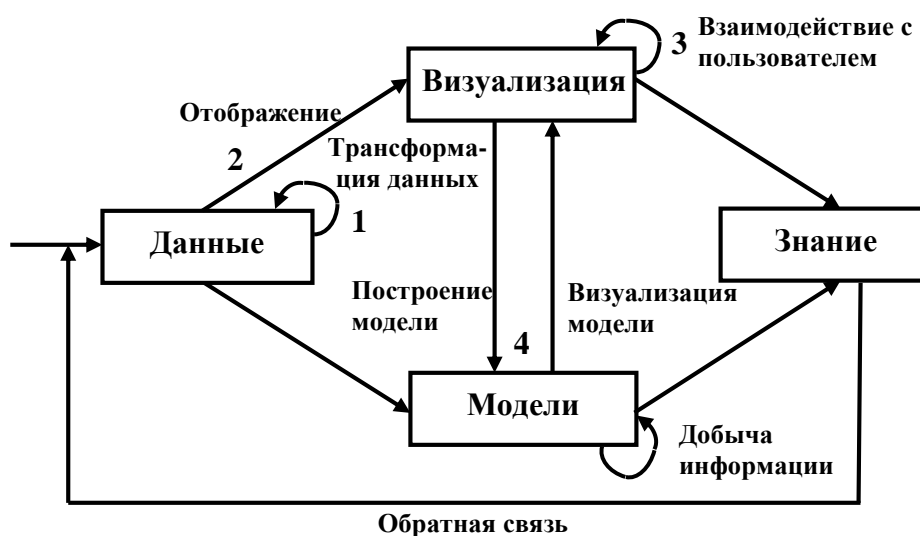 3
Взаимодействие с
пользователем
Визуализация
Отображение
2
Трансформа-
ция данных
1
Данные
Знание
Построение
модели
Визуализация
модели
4
Модели
Добыча
информации
Обратная связь